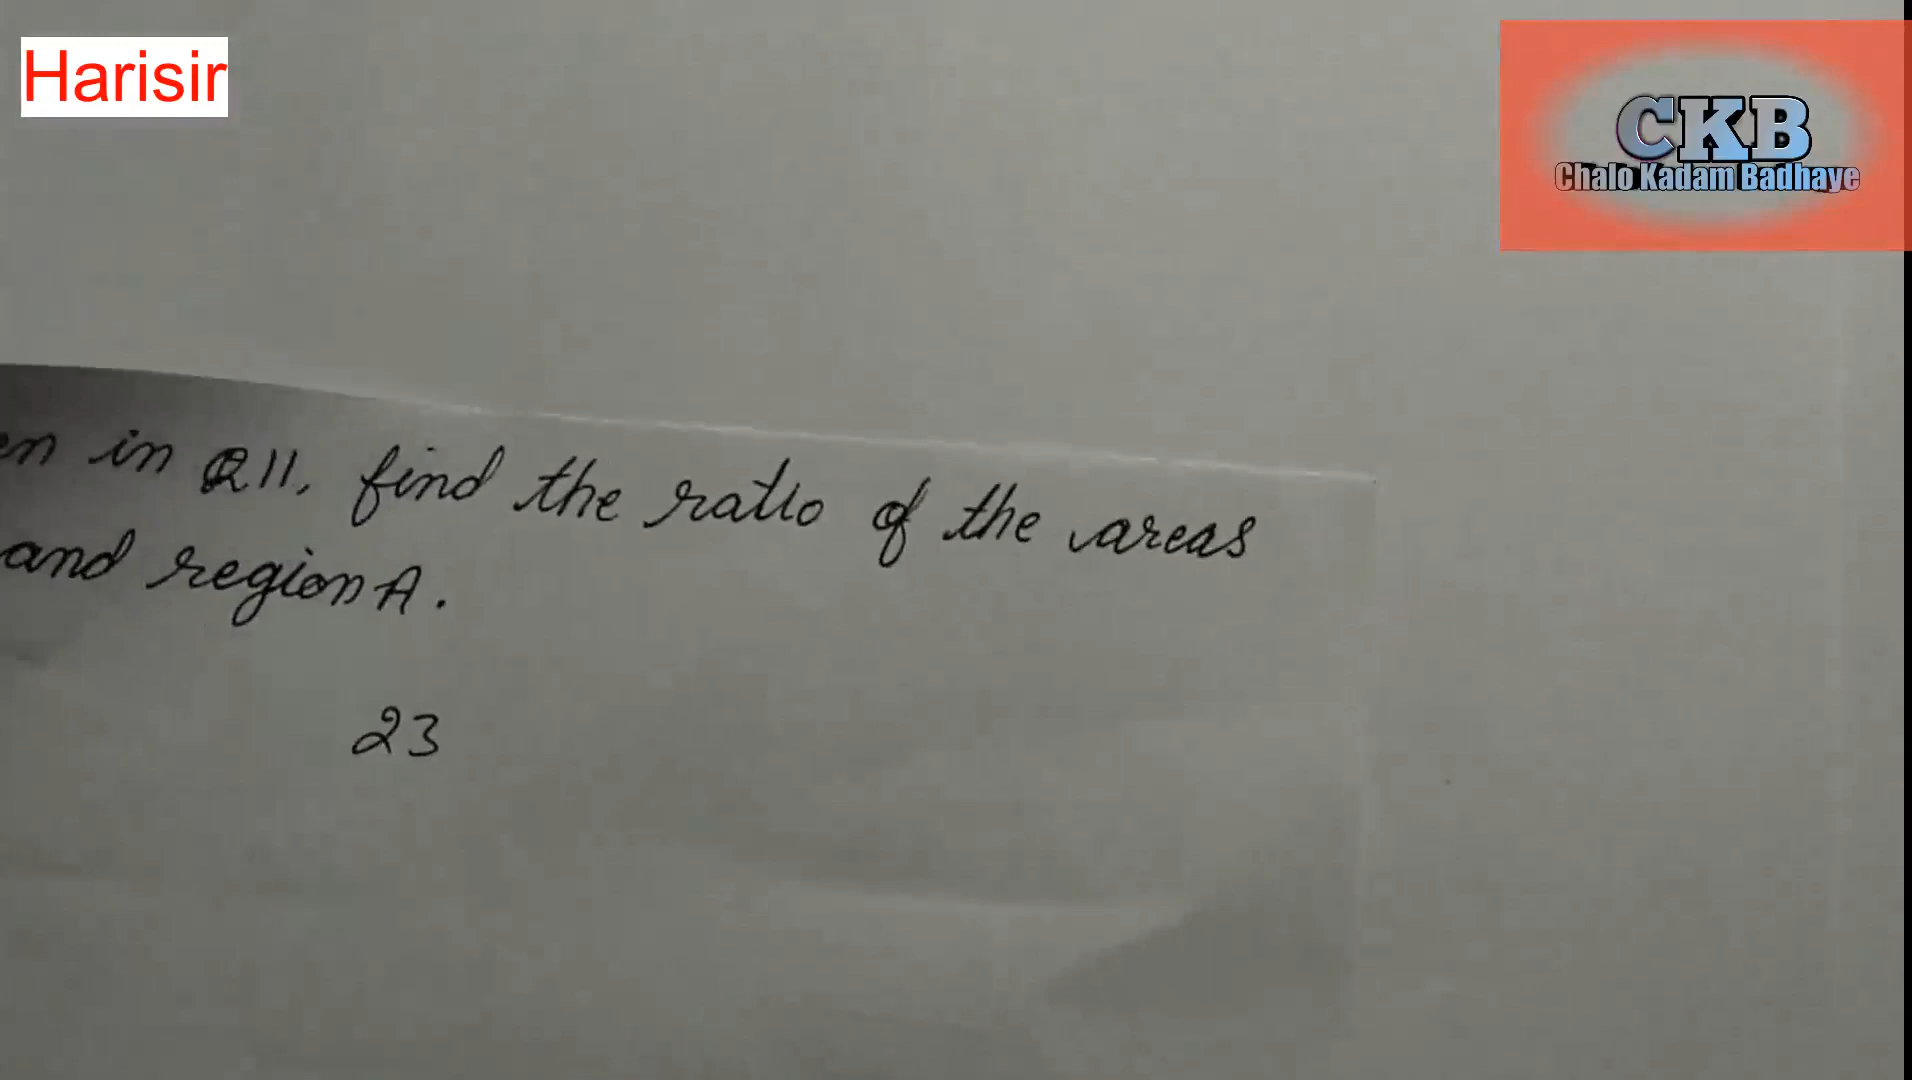 Harisir
CKB
Chalo Kadam Badhaye
in Q11, find the ratio of the areas
and region A.
23